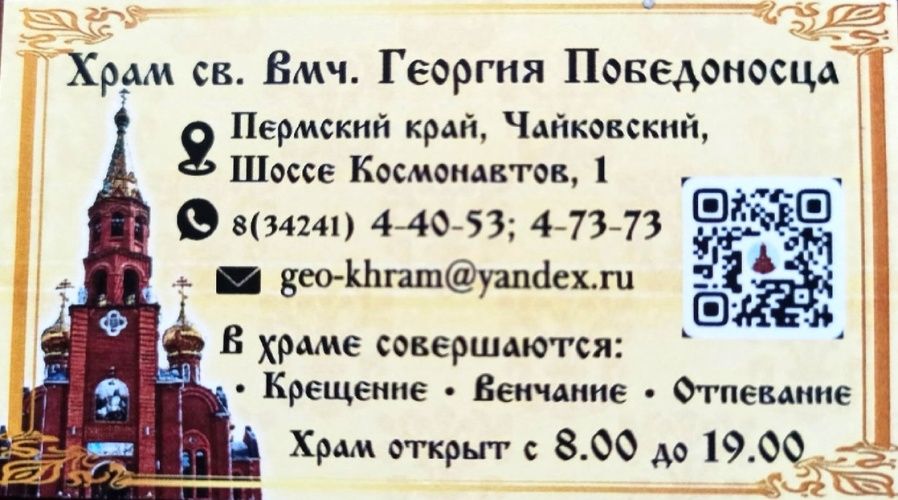 Храм св. Вмч. Георгия Победоносца
Пермский край, Чайковский,
Шоссе Космонавтов, 1
8(34241) 4-40-53; 4-73-73
geo-khram@yandex.ru
В храме совершаются:
• Крещение • Венчание • Отпевание
Храм открыт с 8.00 до 19.00